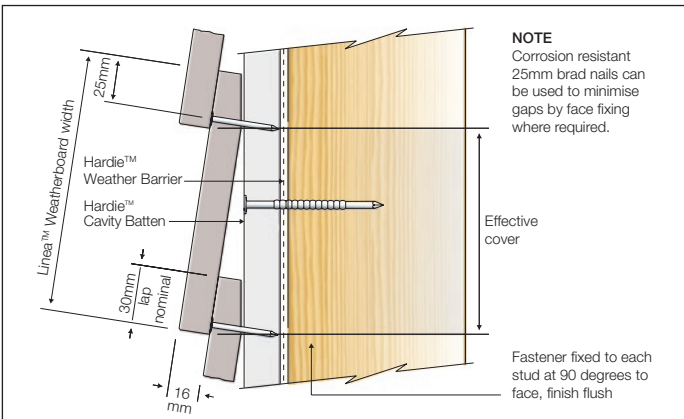 NOTE
Corrosion resistant
25mm brad nails can
be used to minimise
gaps by face fixing
where required.
25mm
Linea™ Weatherboard width
Hardie™
Weather Barrier
Hardie™
Cavity Batten
Effective
cover
30mm
lap
nominal
16
mm
Fastener fixed to each
stud at 90 degrees to
face, finish flush